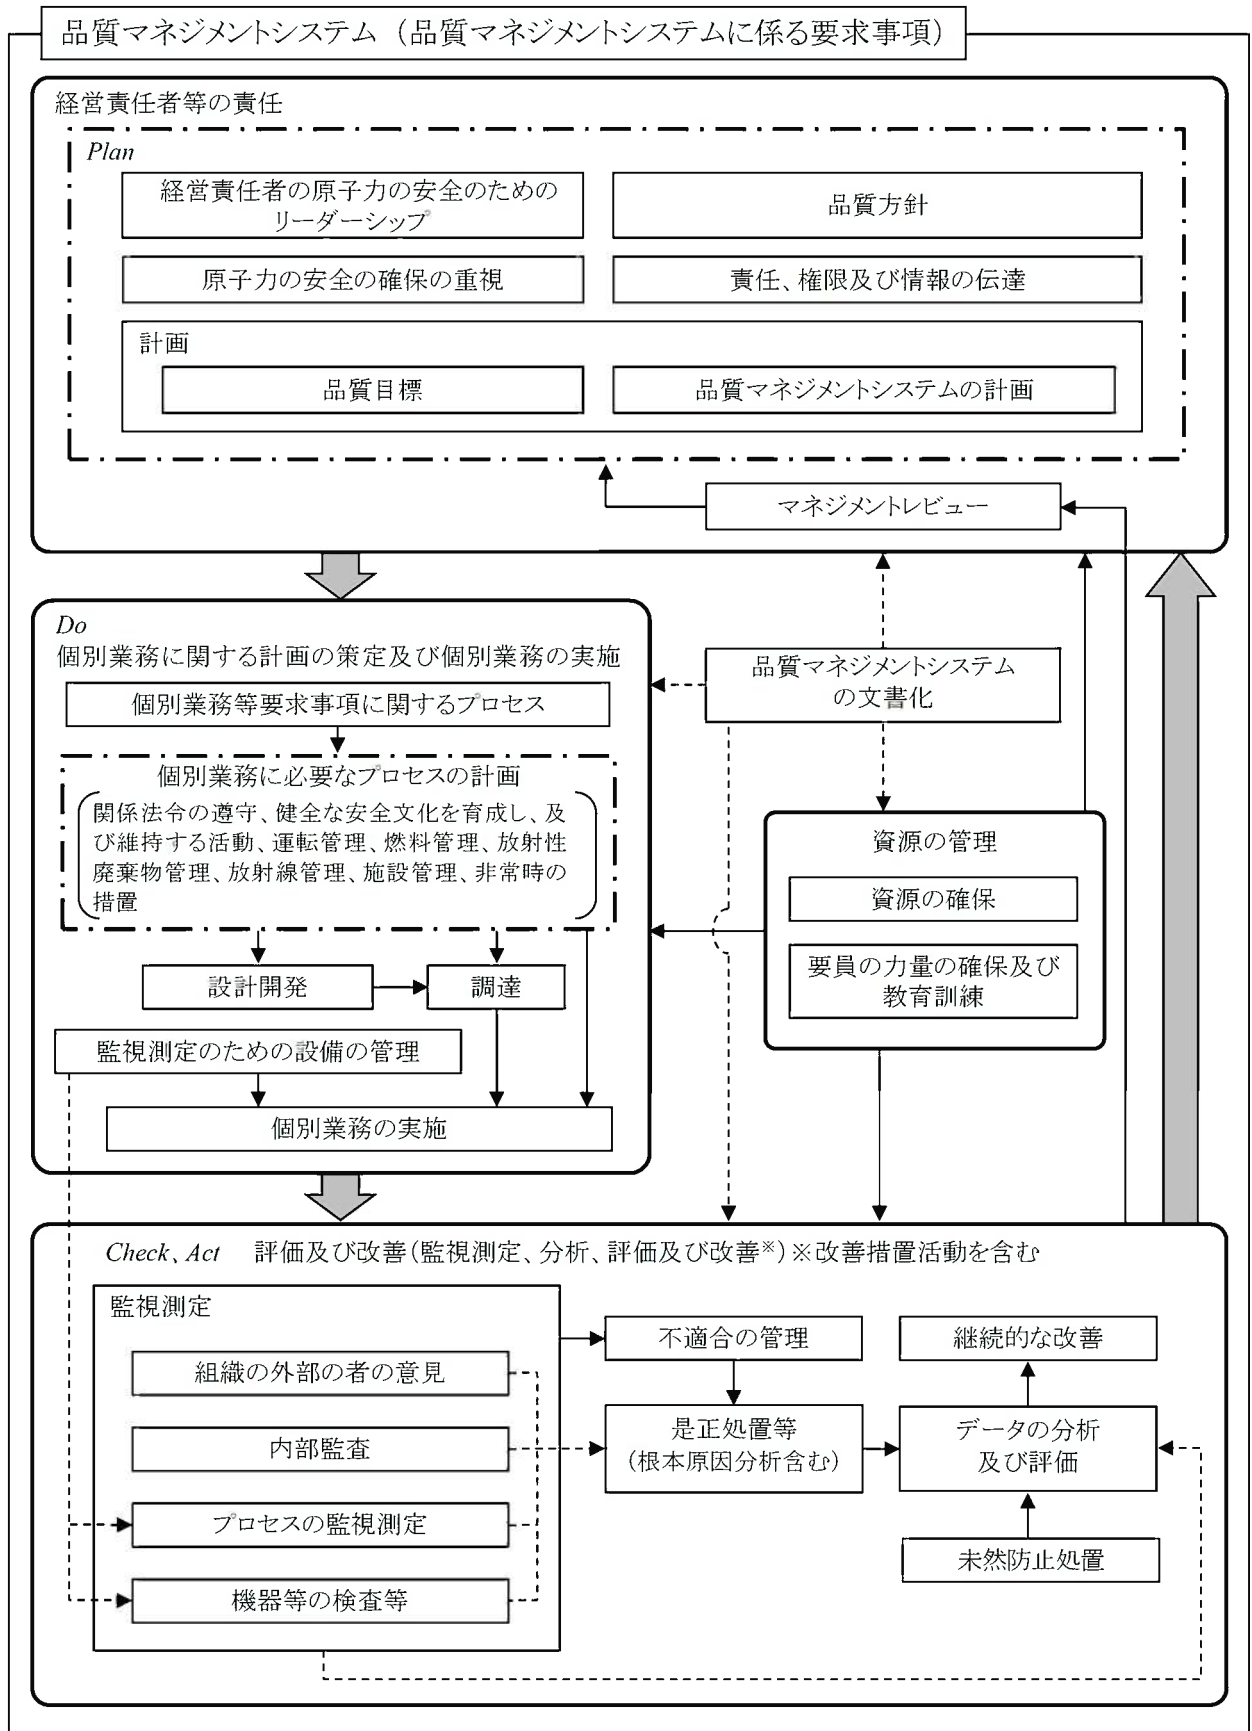 品質マネジメントシステム（品質マネジメントシステムに係る要求事項）
経営責任者等の責任
Plan
経営責任者の原子力の安全のための
リーダーシップ
品質方針
原子力の安全の確保の重視
責任、権限及び情報の伝達
計画
品質目標
品質マネジメントシステムの計画
マネジメントレビュー
Do
個別業務に関する計画の策定及び個別業務の実施
個別業務等要求事項に関するプロセス
個別業務に必要なプロセスの計画
関係法令の遵守、健全な安全文化を育成し、及
び維持する活動、運転管理、燃料管理、放射性
廃棄物管理、放射線管理、施設管理、非常時の
措置
設計開発
調達
監視測定のための設備の管理
個別業務の実施
品質マネジメントシステム
の文書化
資源の管理
資源の確保
要員の力量の確保及び
教育訓練
Check、Act 評価及び改善（監視測定、分析、評価及び改善※）※改善措置活動を含む
監視測定
組織の外部の者の意見
内部監査
プロセスの監視測定
機器等の検査等
不適合の管理
是正処置等
（根本原因分析含む）
継続的な改善
データの分析
及び評価
未然防止処置